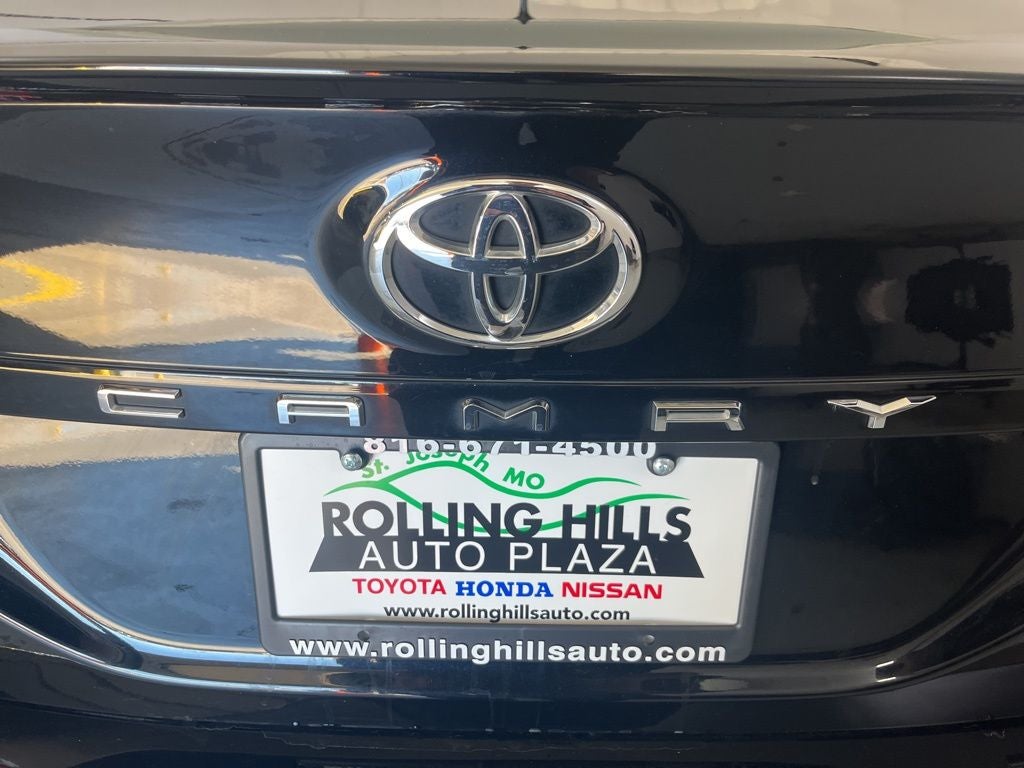 CAMRY
816-671-4500
St. Joseph MO
ROLLING HILLS
AUTO PLAZA
TOYOTA HONDA NISSAN
www.rollinghillsauto.com
www.rollinghillsauto.com